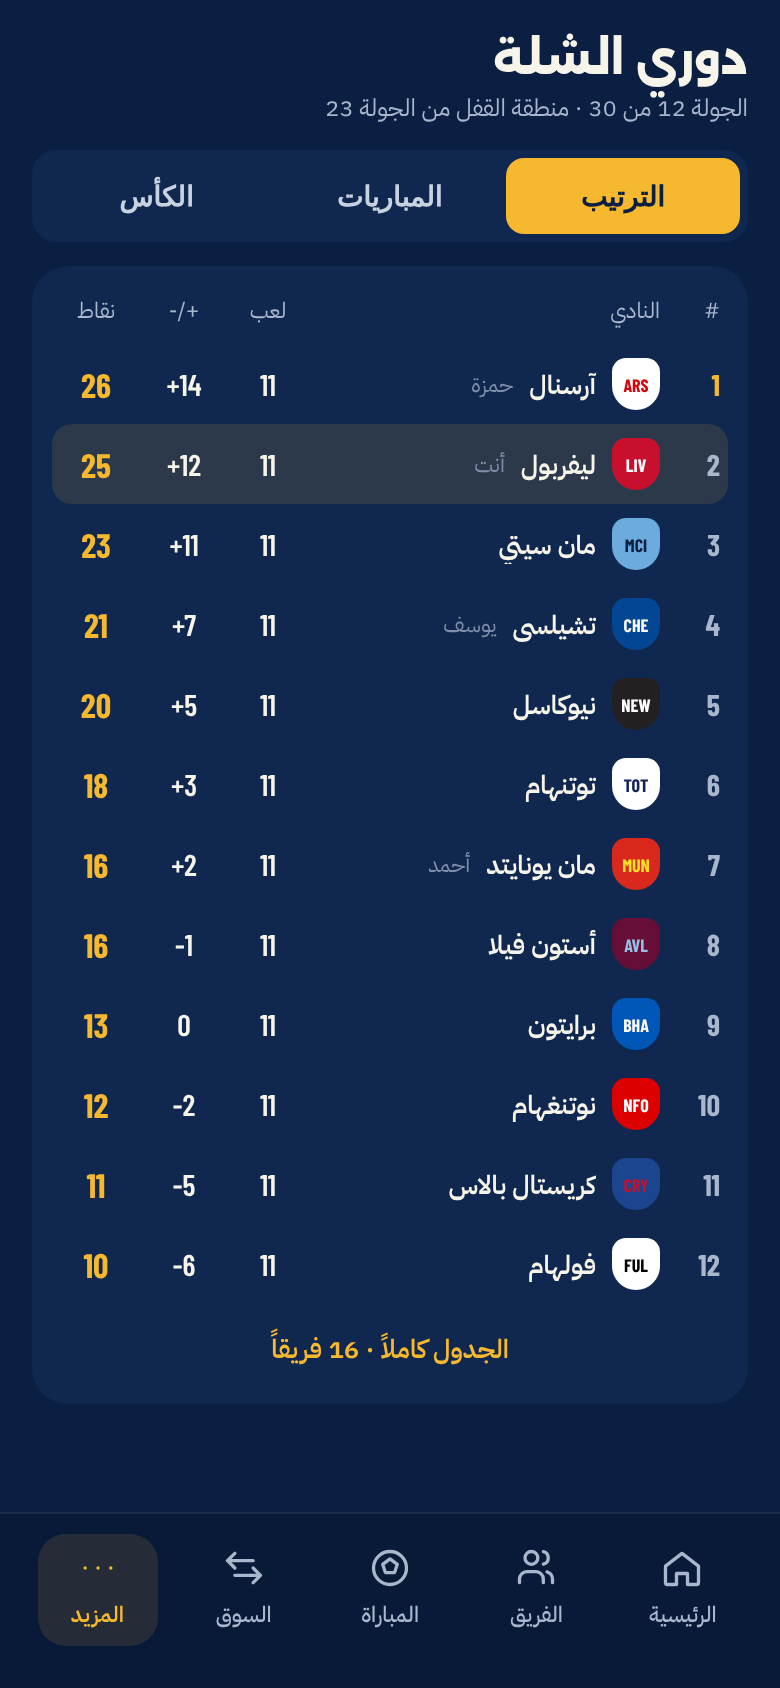 دوري الشلة
الجولة 12 من 30 · منطقة القفل من الجولة 23
الترتيب المباريات الكأس
# النادي لعب +/- نقاط
1 ARS آرسنال حمزة 11 +14 26
2 LIV ليفربول أنت 11 +12 25
3 MCI مان سيتي 11 +11 23
4 CHE تشيلسي يوسف 11 +7 21
5 NEW نيوكاسل 11 +5 20
6 TOT توتنهام 11 +3 18
7 MUN مان يونايتد أحمد 11 +2 16
8 AVL أستون فيلا 11 -1 16
9 BHA برايتون 11 0 13
10 NFO نوتنغهام 11 -2 12
11 CRY كريستال بالاس 11 -5 11
12 FUL فولهام 11 -6 10
الجدول كاملاً · 16 فريقاً
الرئيسية الفريق المباراة السوق المزيد